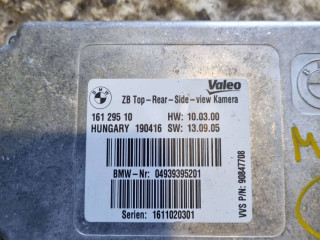 BMW
Valeo
ZB Top-Rear-Side-view Kamera
161 295 10 HW: 10.03.00
HUNGARY 190416 SW: 13.09.05
BMW-Nr: 04939395201
Serien: 1611020301
VVS P/N: 90847708
M